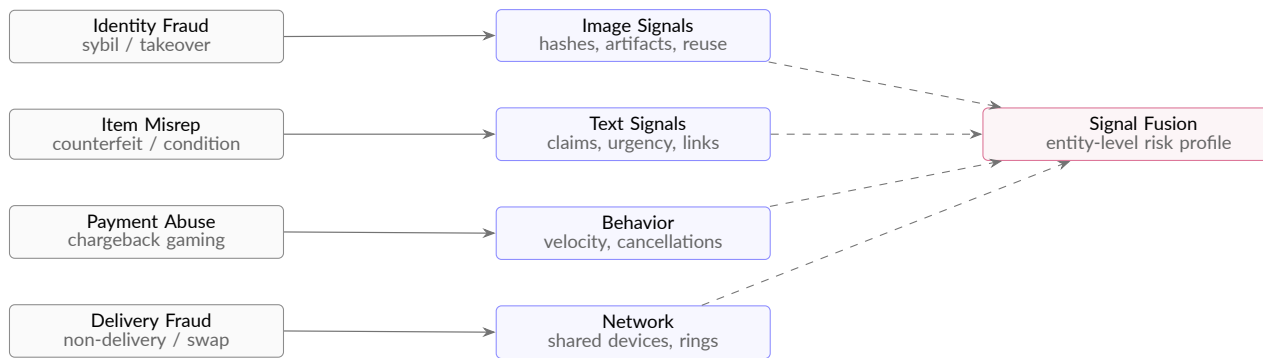 Identity Fraud
sybil / takeover
Image Signals
hashes, artifacts, reuse
Item Misrep
counterfeit / condition
Text Signals
claims, urgency, links
Signal Fusion
entity-level risk profile
Payment Abuse
chargeback gaming
Behavior
velocity, cancellations
Delivery Fraud
non-delivery / swap
Network
shared devices, rings